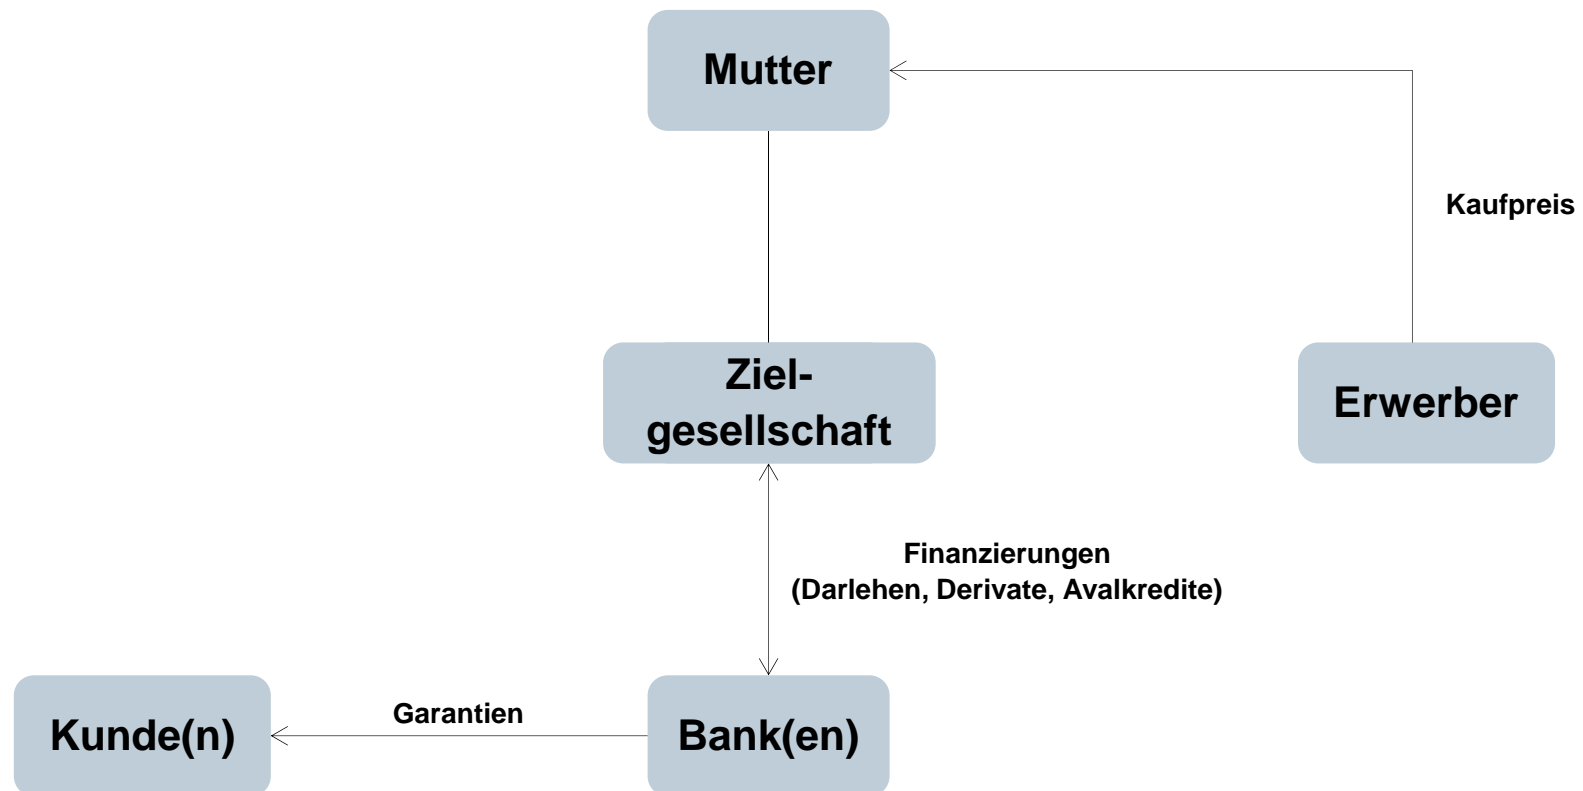 Mutter
Kaufpreis
Ziel-
gesellschaft
Erwerber
Finanzierungen
(Darlehen, Derivate, Avalkredite)
Garantien
Kunde(n)
Bank(en)